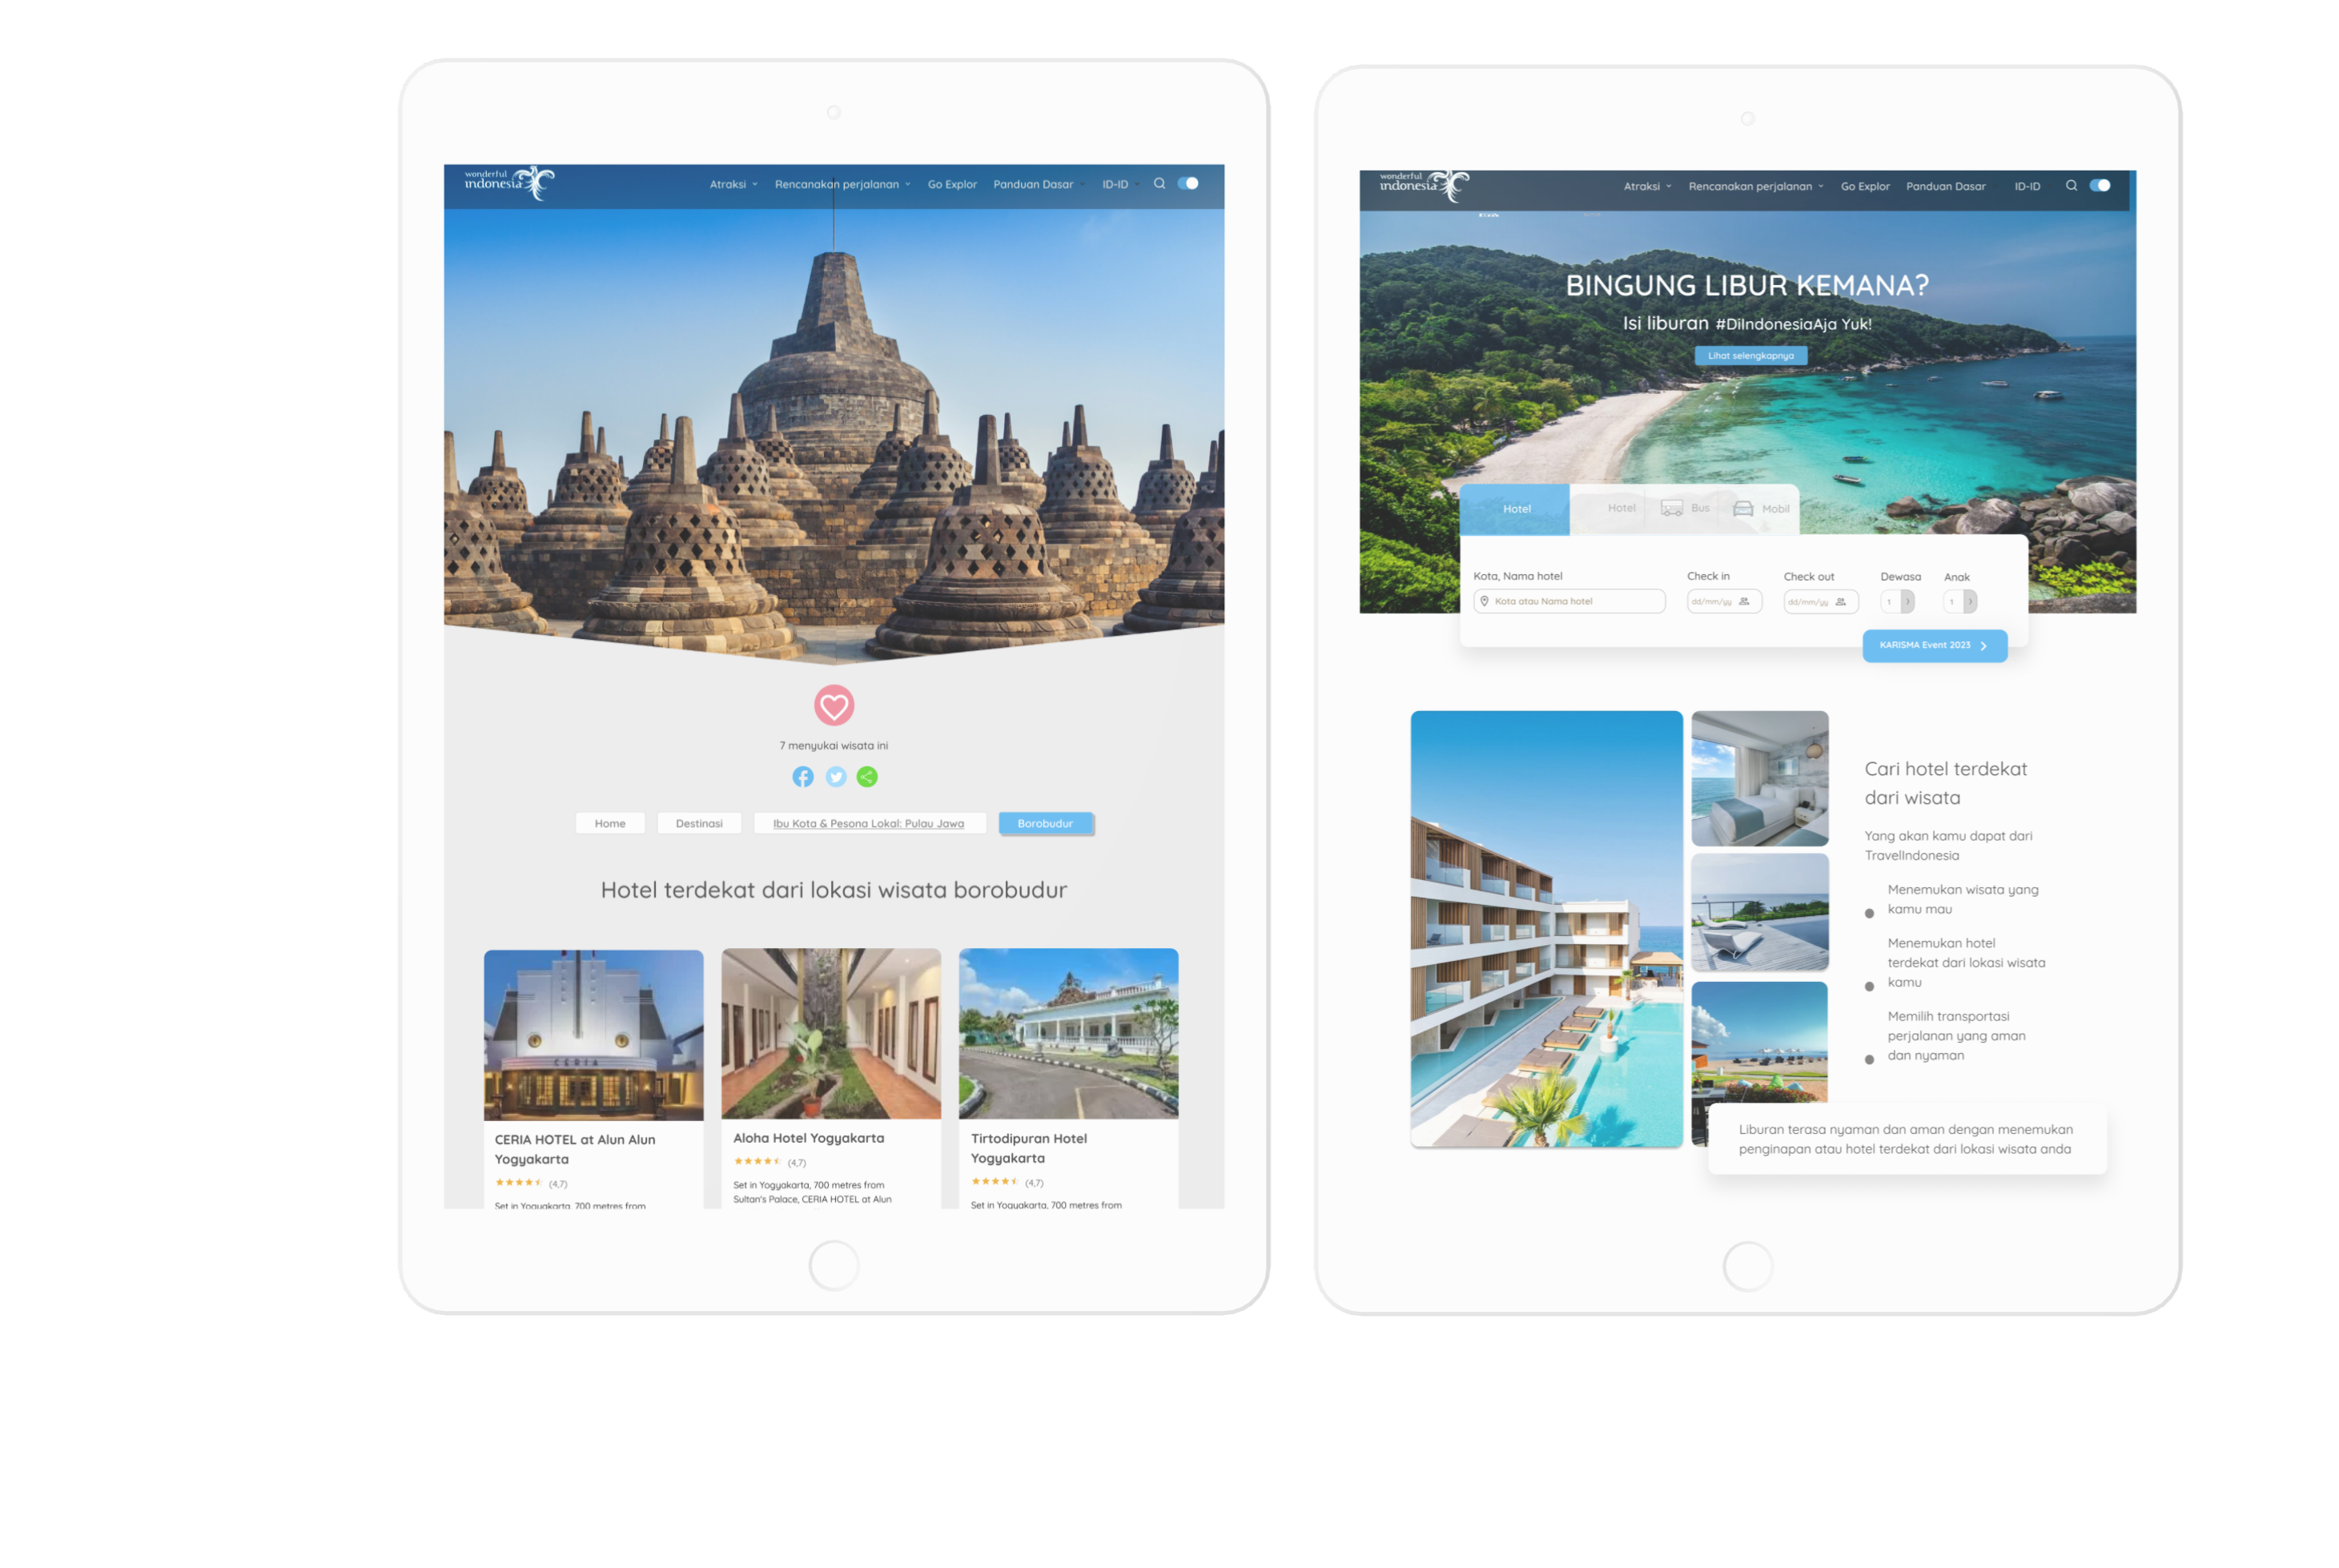 wonderful
indonesia
Atraksi Rencanakan perjalanan Go Explor Panduan Dasar ID-ID
7 menyukai wisata ini
Home Destinasi Ibu Kota & Pesona Lokal: Pulau Jawa Borobudur
Hotel terdekat dari lokasi wisata borobudur
CERIA
CERIA HOTEL at Alun Alun
Yogyakarta
(4,7)
Set in Yogyakarta, 700 metres from
Aloha Hotel Yogyakarta
(4,7)
Set in Yogyakarta, 700 metres from
Sultan's Palace, CERIA HOTEL at Alun
Tirtodipuran Hotel
Yogyakarta
(4,7)
Set in Yogyakarta, 700 metres from
wonderful
indonesia
Atraksi Rencanakan perjalanan Go Explor Panduan Dasar ID-ID
BINGUNG LIBUR KEMANA?
Isi liburan #DiIndonesiaAja Yuk!
Lihat selengkapnya
Hotel Hotel Bus Mobil
Kota, Nama hotel Check in Check out Dewasa Anak
Kota atau Nama hotel dd/mm/yy dd/mm/yy 1 1
KARISMA Event 2023
Cari hotel terdekat
dari wisata
Yang akan kamu dapat dari
TravelIndonesia
Menemukan wisata yang
kamu mau
Menemukan hotel
terdekat dari lokasi wisata
kamu
Memilih transportasi
perjalanan yang aman
dan nyaman
Liburan terasa nyaman dan aman dengan menemukan
penginapan atau hotel terdekat dari lokasi wisata anda